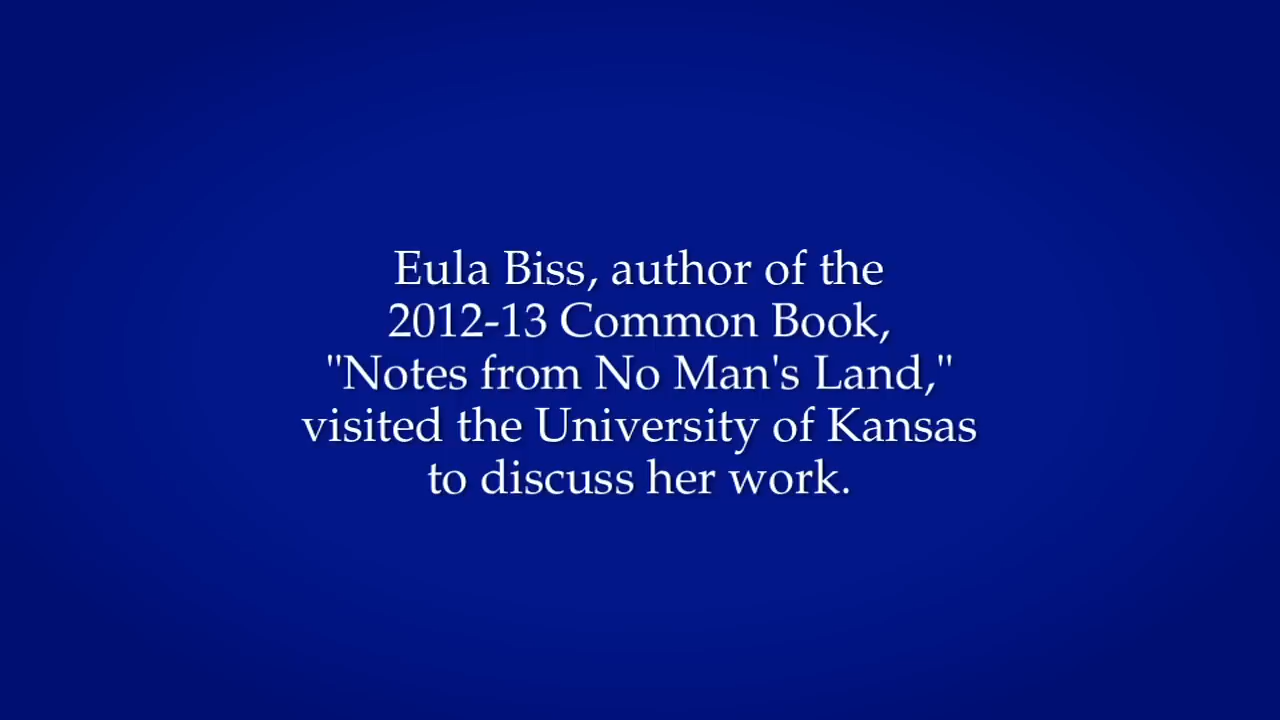 Eula Biss, author of the
2012-13 Common Book,
"Notes from No Man's Land,"
visited the University of Kansas
to discuss her work.